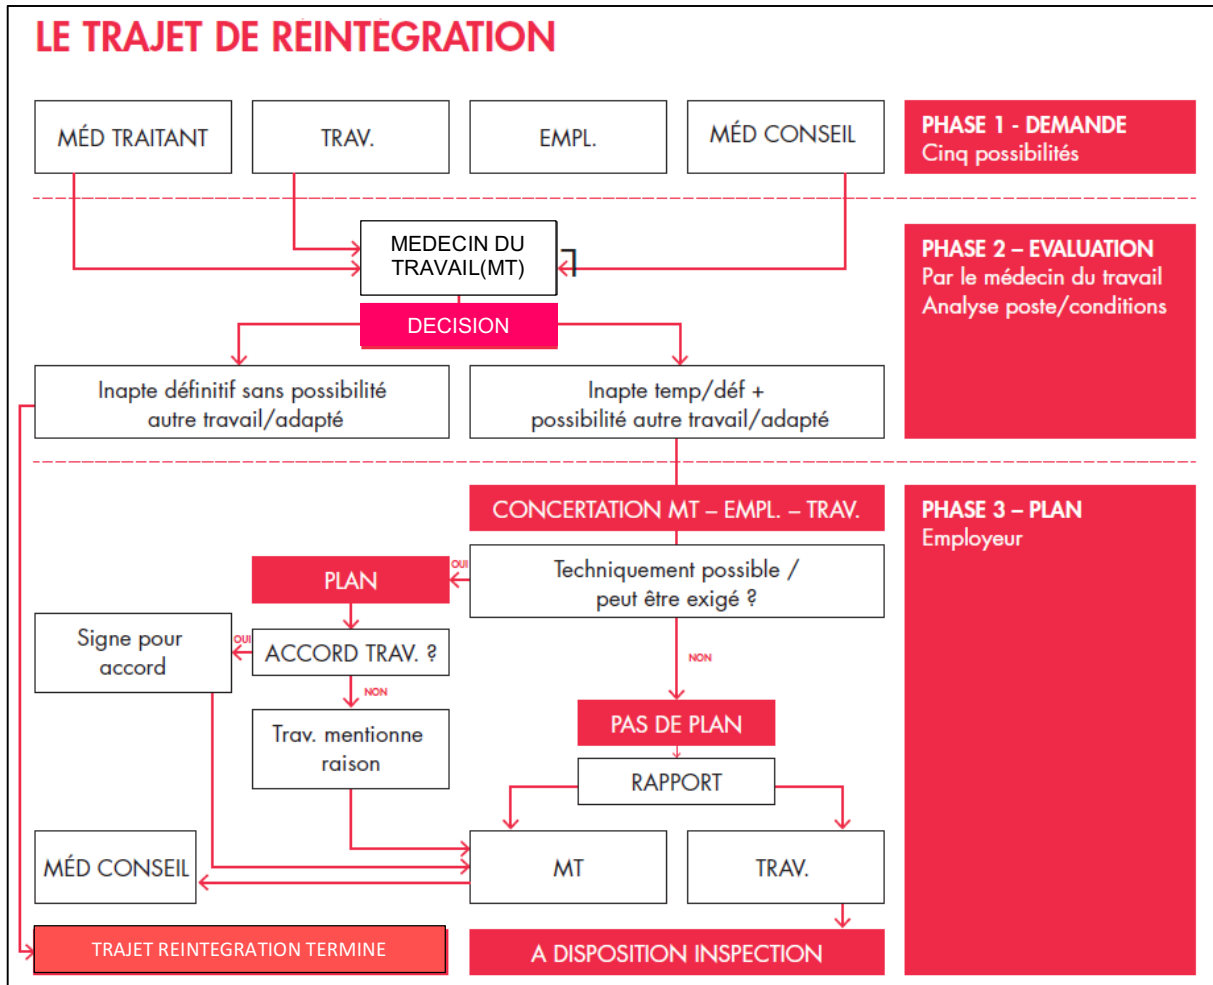 LE TRAJET DE RÉINTÉGRATION
MÉD TRAITANT
TRAV.
EMPL.
MÉD CONSEIL
PHASE 1 - DEMANDE
Cinq possibilités
MEDECIN DU
TRAVAIL(MT)
DECISION
PHASE 2 – EVALUATION
Par le médecin du travail
Analyse poste/conditions
Inapte définitif sans possibilité
autre travail/adapté
Inapte temp/déf +
possibilité autre travail/adapté
CONCERTATION MT – EMPL. – TRAV.
PHASE 3 – PLAN
Employeur
Techniquement possible /
peut être exigé ?
OUI
PLAN
NON
ACCORD TRAV. ?
OUI
Signe pour
accord
NON
Trav. mentionne
raison
PAS DE PLAN
RAPPORT
MÉD CONSEIL
MT
TRAV.
TRAJET REINTEGRATION TERMINE
A DISPOSITION INSPECTION